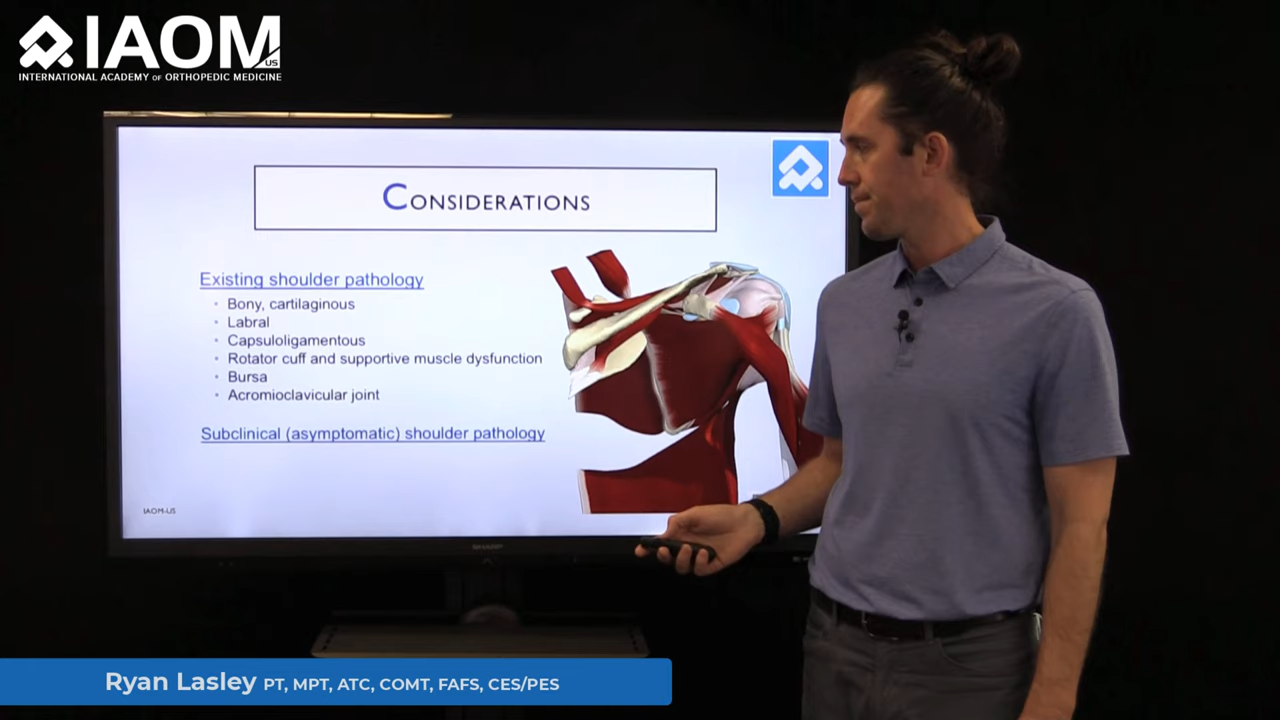 IAOM
US
INTERNATIONAL ACADEMY OF ORTHOPEDIC MEDICINE
CONSIDERATIONS
Existing shoulder pathology
• Bony, cartilaginous
• Labral
• Capsuloligamentous
• Rotator cuff and supportive muscle dysfunction
• Bursa
• Acromioclavicular joint
Subclinical (asymptomatic) shoulder pathology
IAOM-US
SHARP
Ryan Lasley PT, MPT, ATC, COMT, FAFS, CES/PES